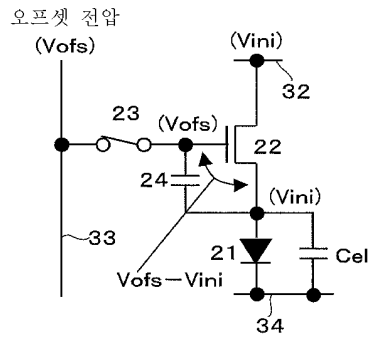 오프셋 전압
(Vofs)
(Vini)
32
23
(Vofs)
22
24
(Vini)
33
21
Cel
Vofs−Vini
34